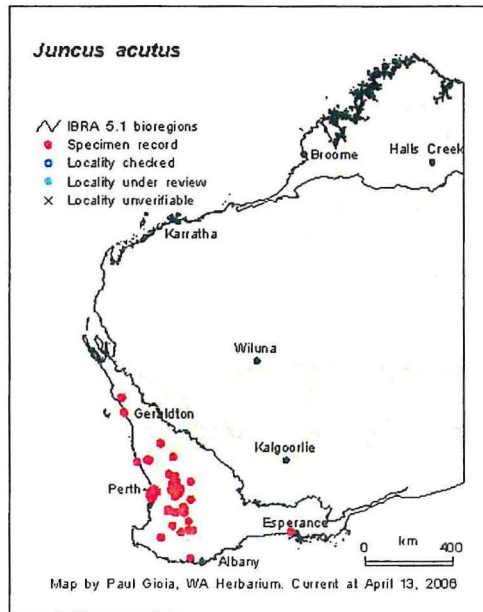 Juncus acutus
IBRA 5.1 bioregions
Specimen record
Locality checked
Locality under review
Locality unverifiable
Broome
Halls Creek
Karratha
Wiluna
Geraldton
Kalgoorlie
Perth
Esperance
Albany
km
0 400
Map by Paul Gioia, WA Herbarium. Current at April 13, 2006